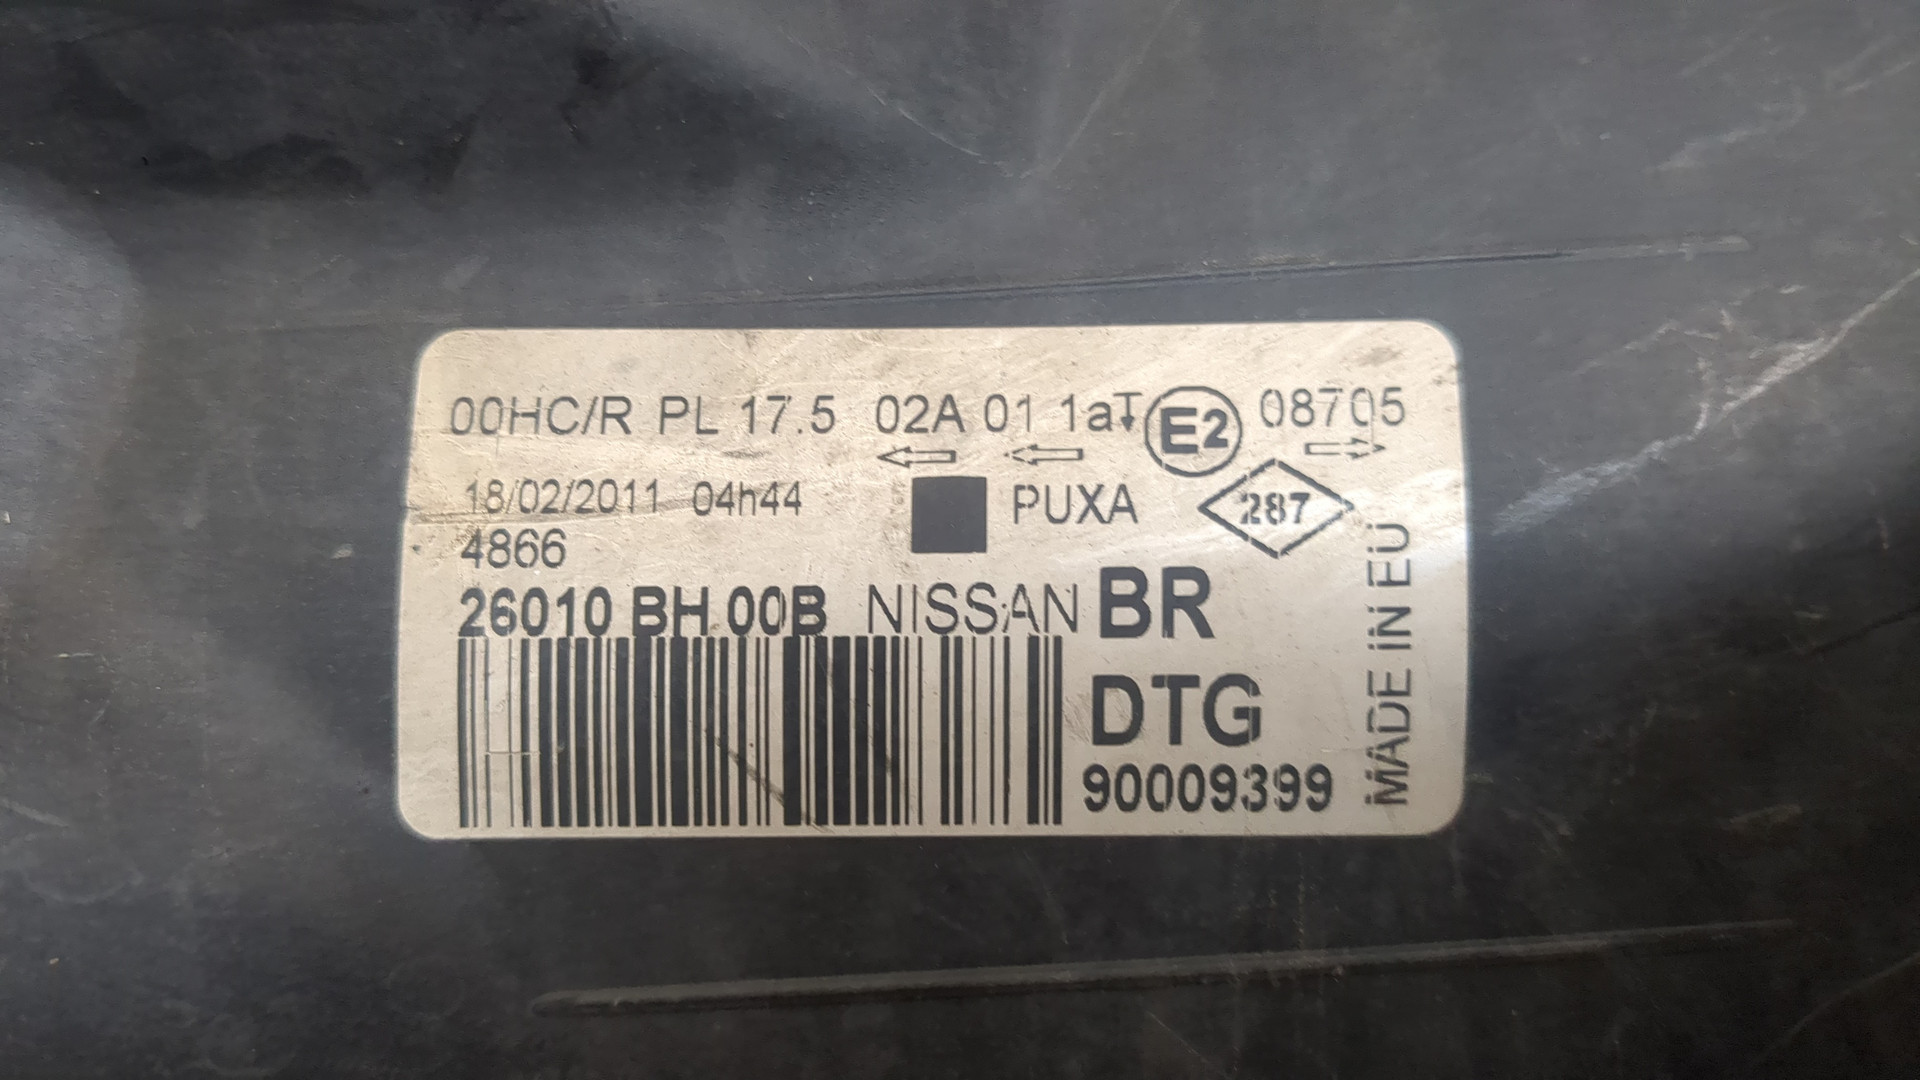 00HC/R PL 17.5 02A 01 1aT E2 08705
18/02/2011 04h44 PUXA 287
4866
26010 BH 00B NISSAN BR
DTG
90009399
MADE IN EU